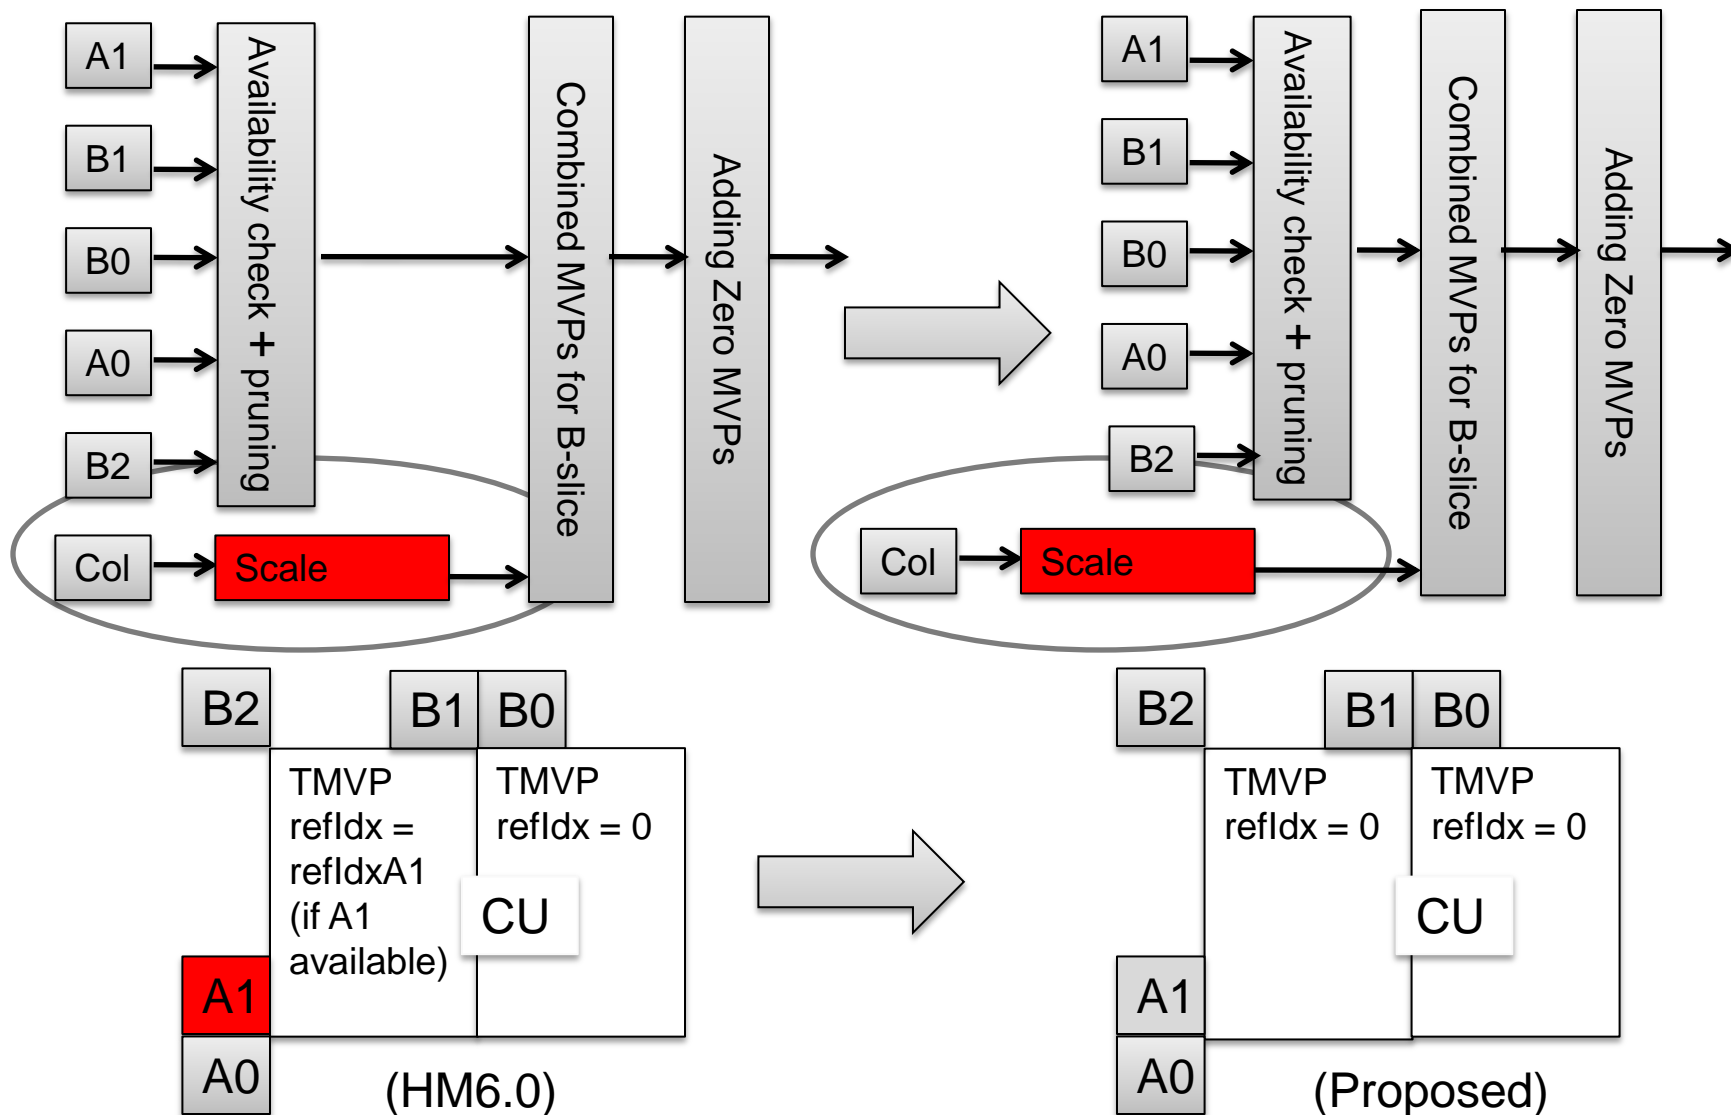 A1
B1
B0
A0
B2
Col
Scale
Availability check + pruning
Combined MVPs for B-slice
Adding Zero MVPs
A1
B1
B0
A0
B2
Col
Scale
Availability check + pruning
Combined MVPs for B-slice
Adding Zero MVPs
B2
B1
B0
TMVP
refIdx =
refIdxA1
(if A1
available)
TMVP
refIdx = 0
CU
A1
A0
(HM6.0)
B2
B1
B0
TMVP
refIdx = 0
TMVP
refIdx = 0
CU
A1
A0
(Proposed)